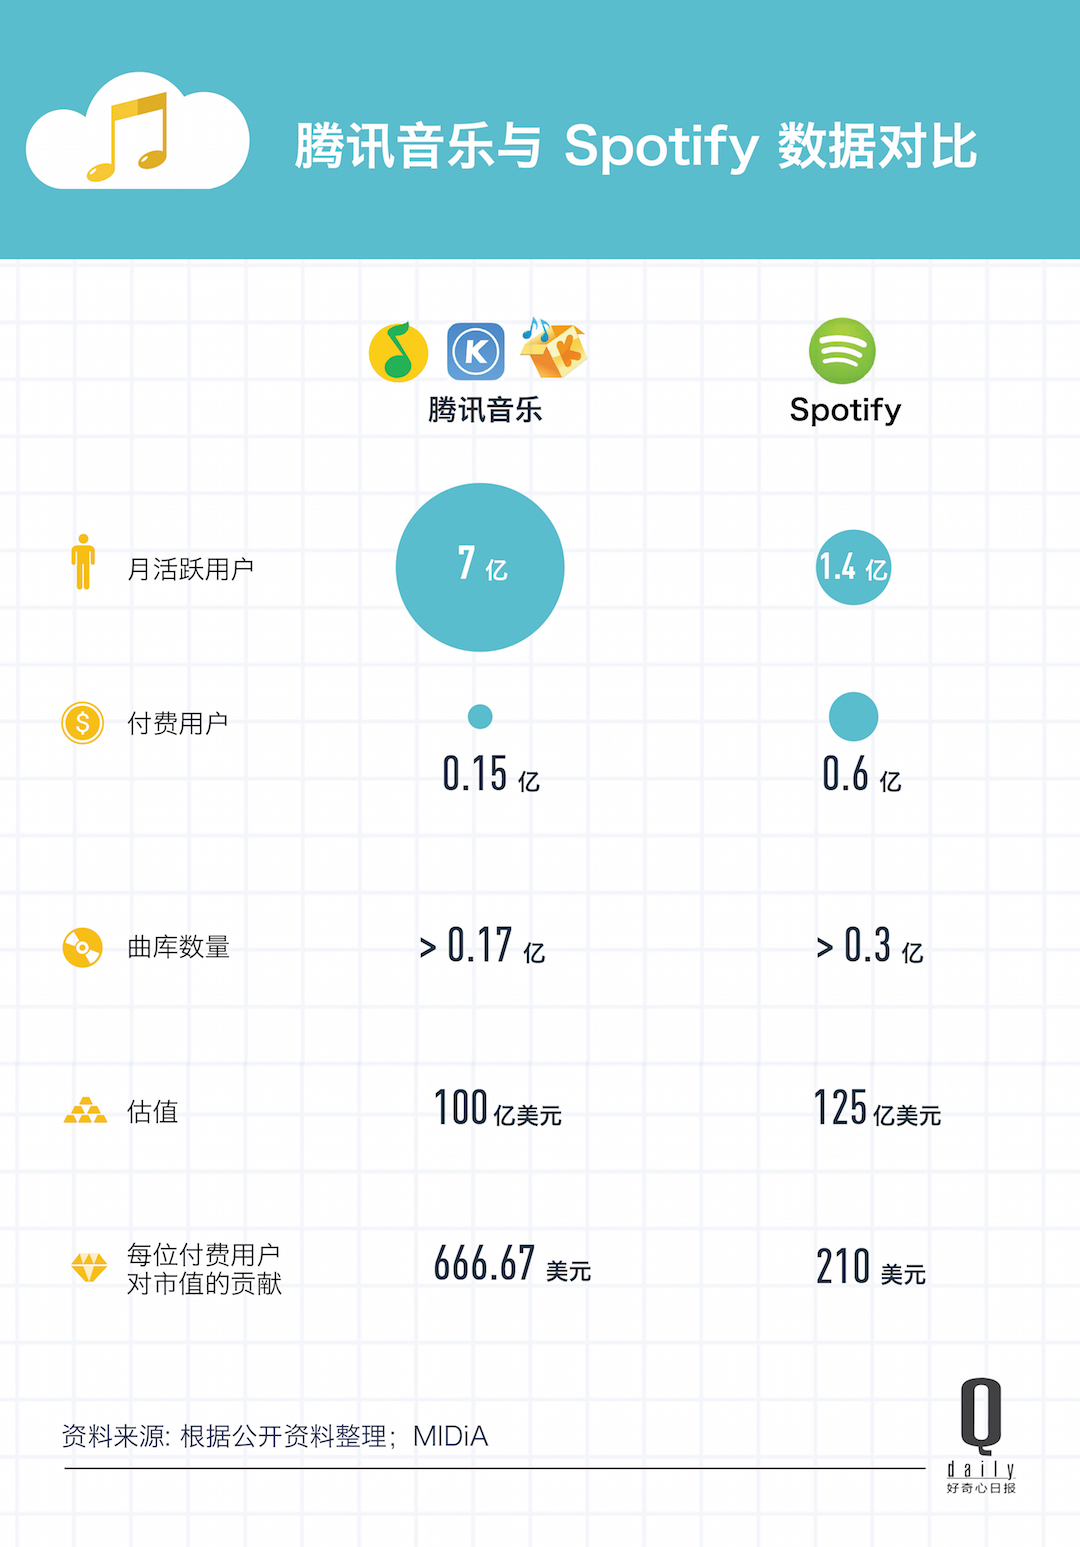 腾讯音乐与 Spotify 数据对比
K
K
腾讯音乐
Spotify
月活跃用户
7 亿
1.4 亿
$
付费用户
0.15 亿
0.6 亿
曲库数量
> 0.17 亿
> 0.3 亿
估值
100 亿美元
125 亿美元
每位付费用户
对市值的贡献
666.67 美元
210 美元
资料来源: 根据公开资料整理；MIDiA
Q
daily
好奇心日报